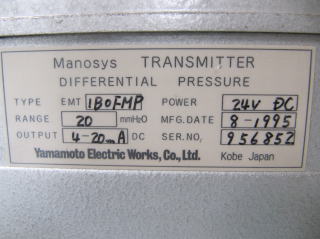 Manosys TRANSMITTER
DIFFERENTIAL PRESSURE
TYPE EMT 1B0FMP POWER 24V DC
RANGE 20 mmH2O MFG.DATE 8-1995
OUTPUT 4-20mA DC SER.NO, 956852
Yamamoto Electric Works, Co., Ltd. Kobe Japan